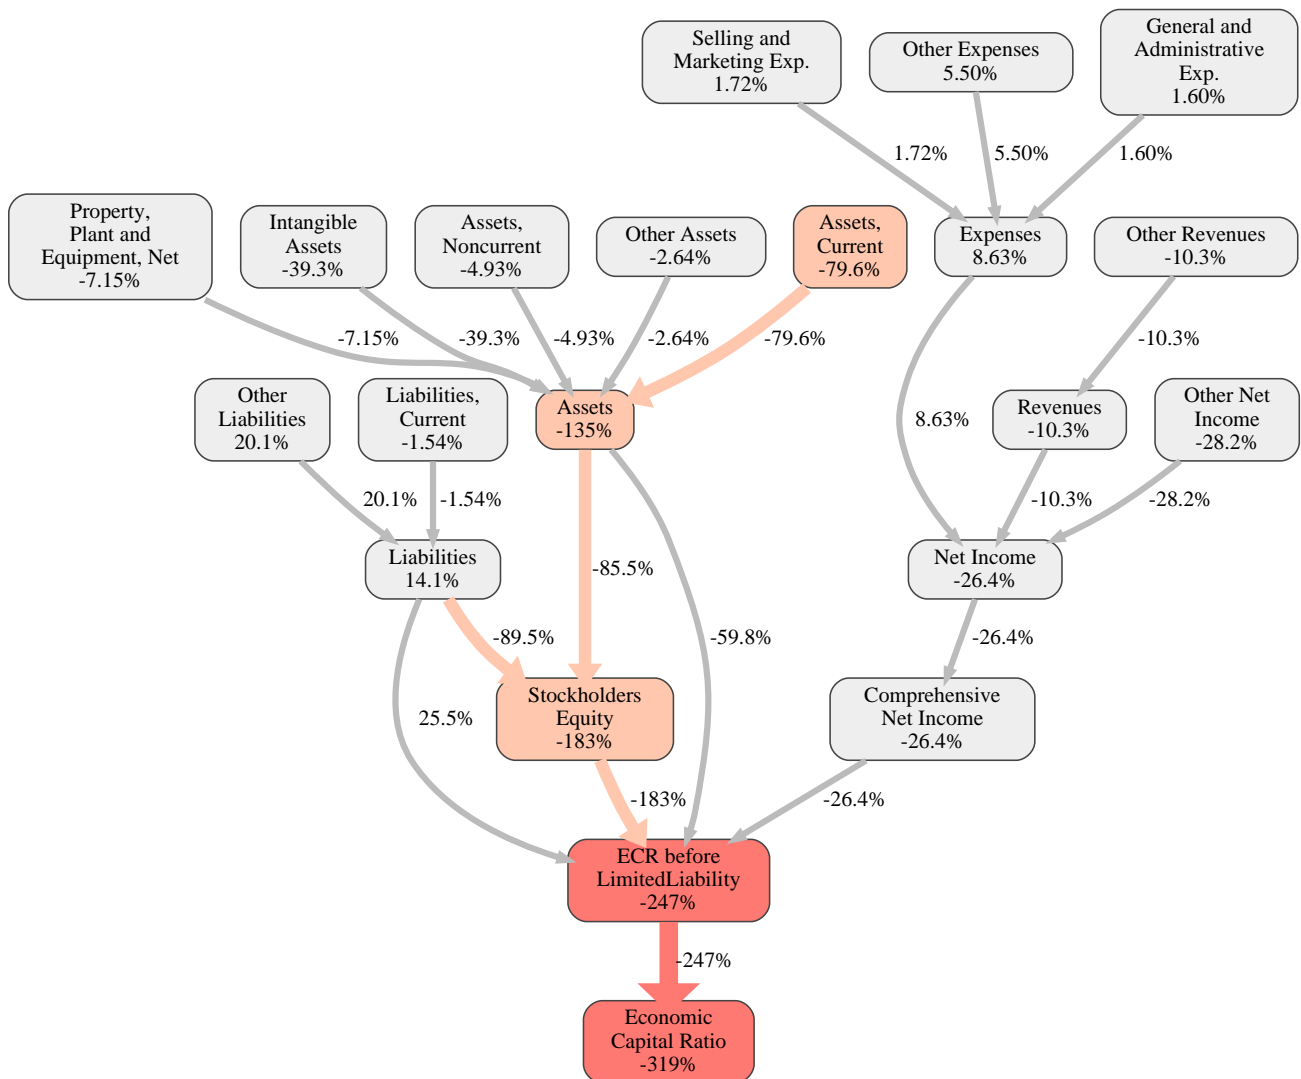 Selling and
Marketing Exp.
1.72%
Other Expenses
5.50%
General and
Administrative
Exp.
1.60%
1.72%
5.50%
1.60%
Property,
Plant and
Equipment, Net
-7.15%
Intangible
Assets
-39.3%
Assets,
Noncurrent
-4.93%
Other Assets
-2.64%
Assets,
Current
-79.6%
Expenses
8.63%
Other Revenues
-10.3%
-7.15%
-39.3%
-4.93%
-2.64%
-79.6%
-10.3%
Other
Liabilities
20.1%
Liabilities,
Current
-1.54%
Assets
-135%
8.63%
Revenues
-10.3%
Other Net
Income
-28.2%
20.1%
-1.54%
-10.3%
-28.2%
Liabilities
14.1%
-85.5%
Net Income
-26.4%
-89.5%
-59.8%
-26.4%
Stockholders
Equity
-183%
25.5%
Comprehensive
Net Income
-26.4%
-183%
-26.4%
ECR before
LimitedLiability
-247%
-247%
Economic
Capital Ratio
-319%